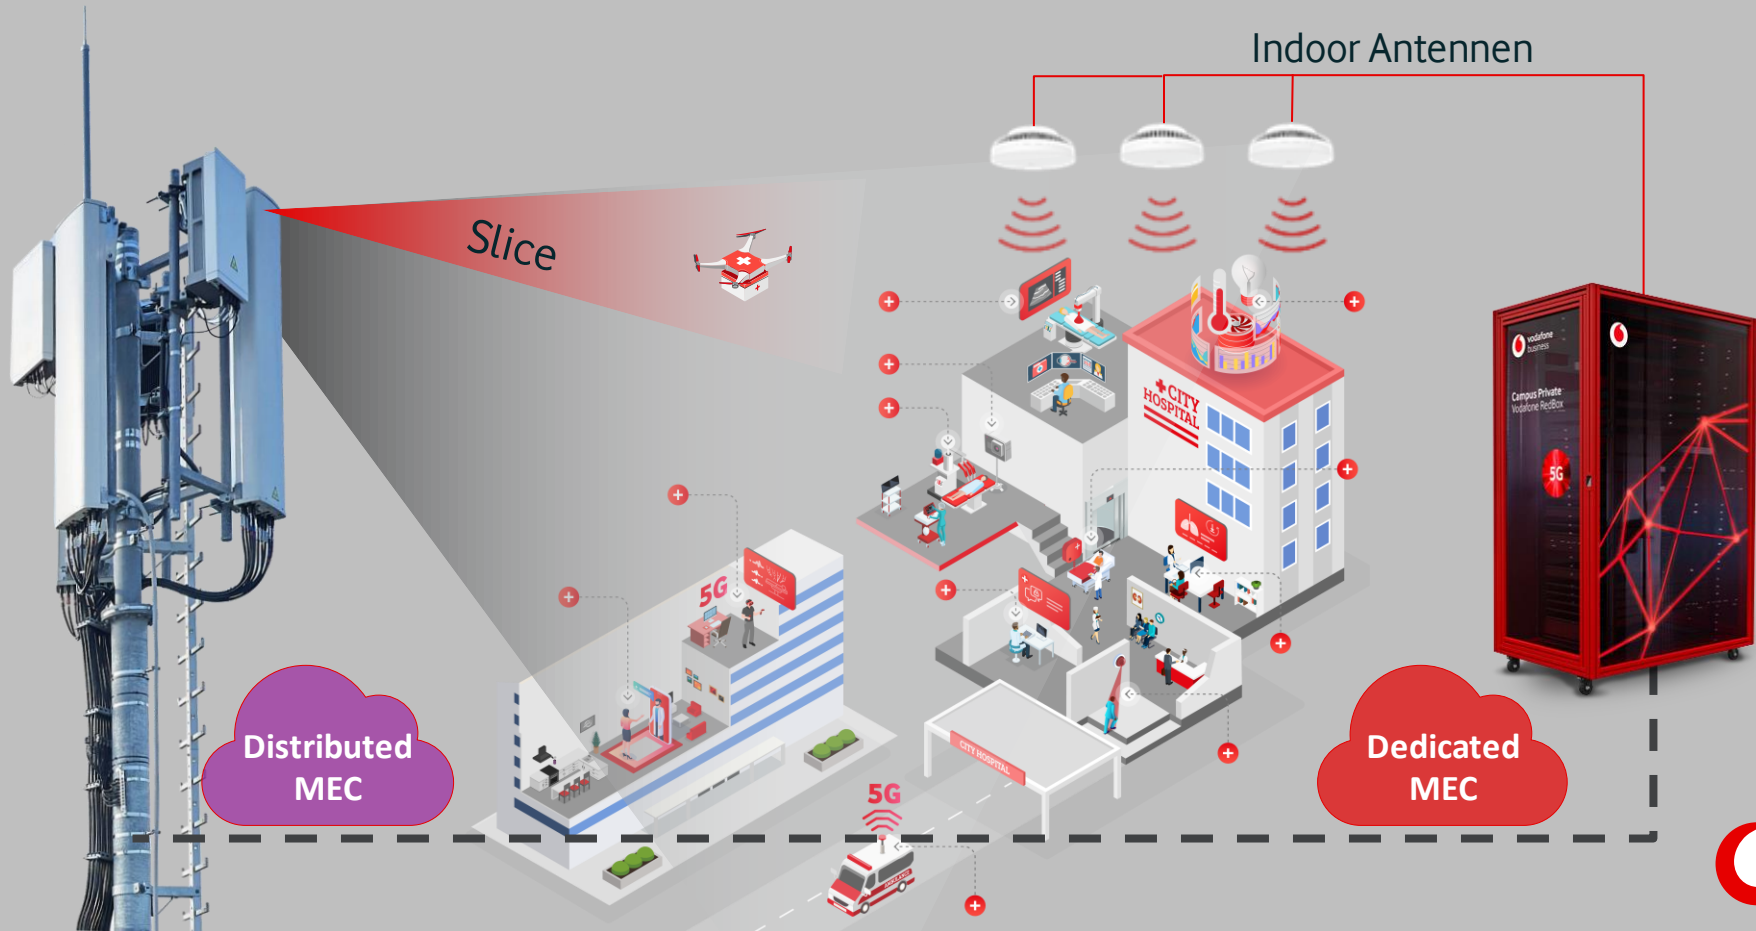 Indoor Antennen
Slice
vodafone
business
Campus Private
Vodafone RedBox
5G
CITY
HOSPITAL
5G
Distributed
MEC
Dedicated
MEC
CITY HOSPITAL
5G
AMBULANCE